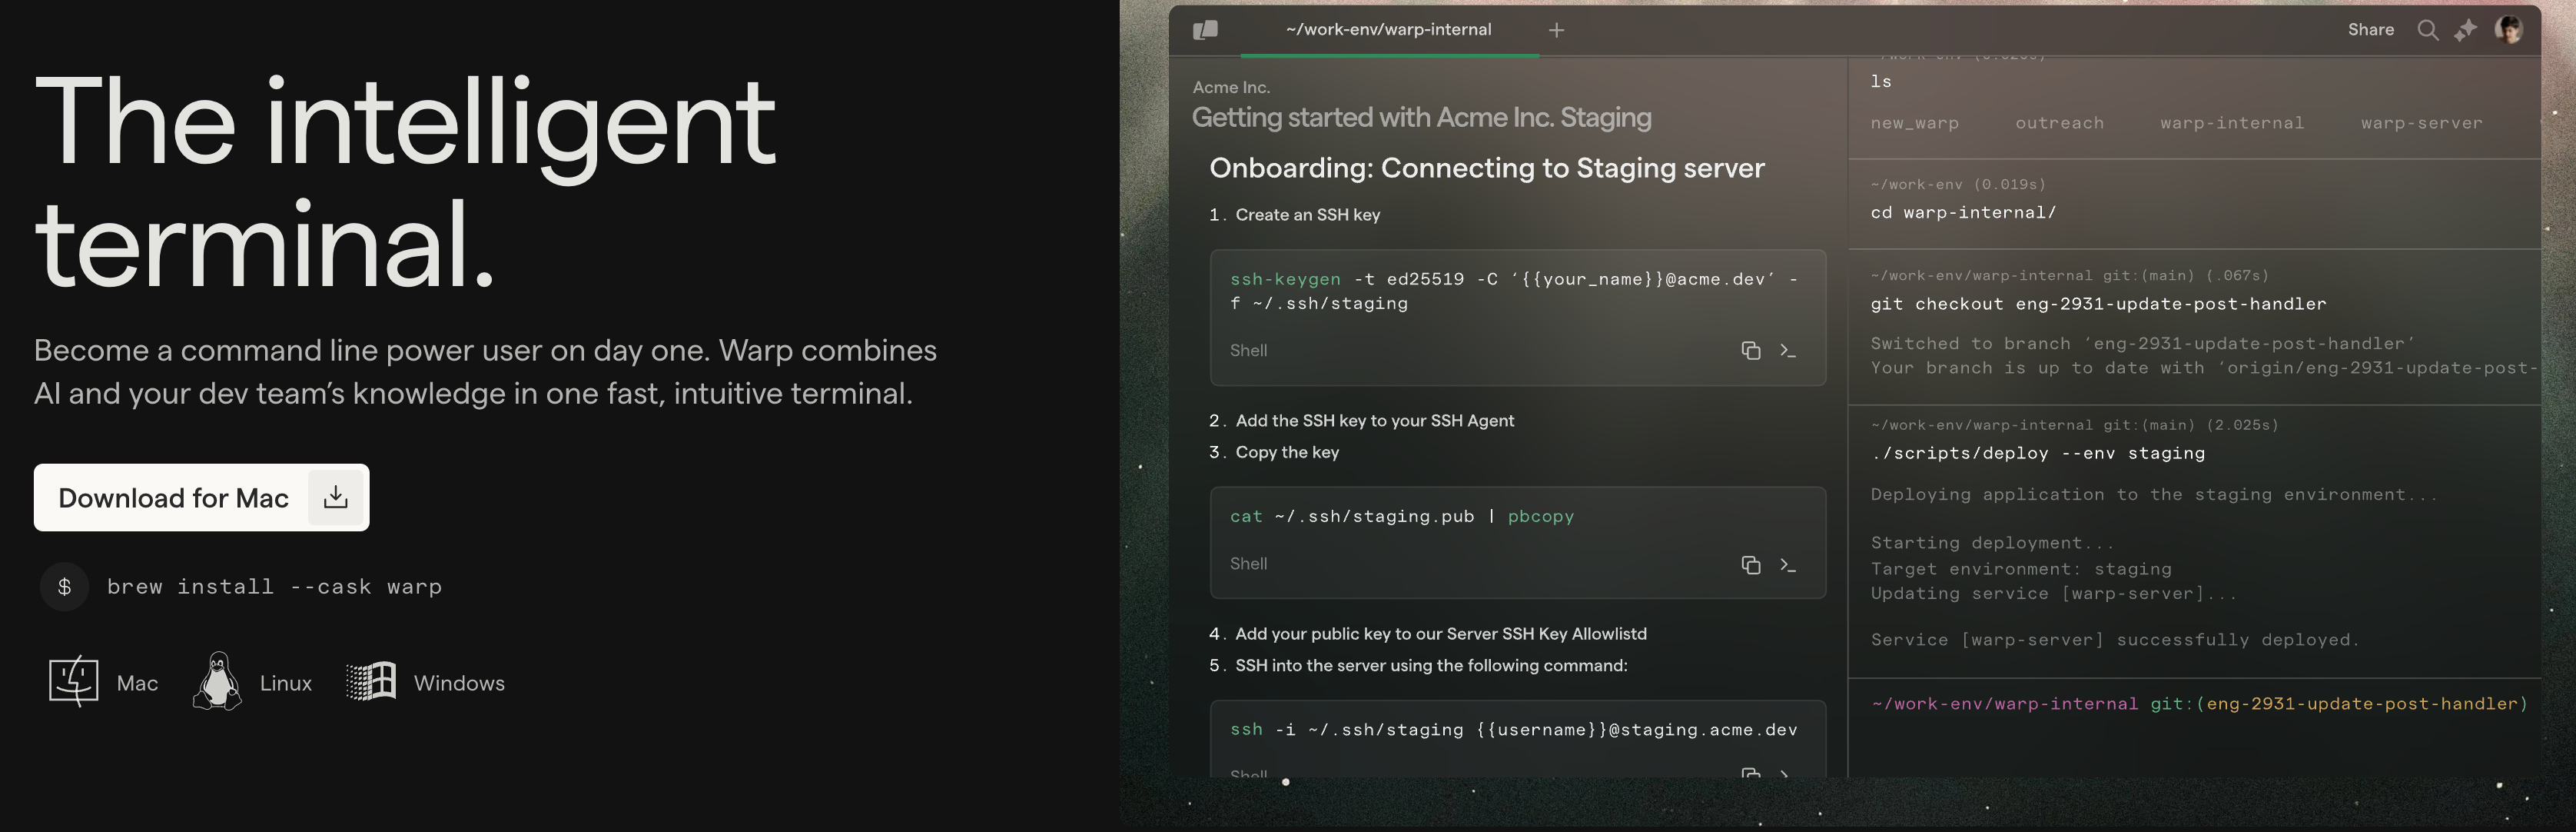 The intelligent
terminal.
Become a command line power user on day one. Warp combines
AI and your dev team’s knowledge in one fast, intuitive terminal.
Download for Mac
$ brew install --cask warp
Mac Linux Windows
~/work-env/warp-internal + Share
Acme Inc.
Getting started with Acme Inc. Staging
Onboarding: Connecting to Staging server
1. Create an SSH key
ssh-keygen -t ed25519 -C ‘{{your_name}}@acme.dev’ -
f ~/.ssh/staging
Shell
2. Add the SSH key to your SSH Agent
3. Copy the key
cat ~/.ssh/staging.pub | pbcopy
Shell
4. Add your public key to our Server SSH Key Allowlistd
5. SSH into the server using the following command:
ssh -i ~/.ssh/staging {{username}}@staging.acme.dev
Shell
ls
new_warp outreach warp-internal warp-server
~/work-env (0.019s)
cd warp-internal/
~/work-env/warp-internal git:(main) (.067s)
git checkout eng-2931-update-post-handler
Switched to branch ‘eng-2931-update-post-handler’
Your branch is up to date with ‘origin/eng-2931-update-post-
~/work-env/warp-internal git:(main) (2.025s)
./scripts/deploy --env staging
Deploying application to the staging environment...
Starting deployment...
Target environment: staging
Updating service [warp-server]...
Service [warp-server] successfully deployed.
~/work-env/warp-internal git:(eng-2931-update-post-handler)